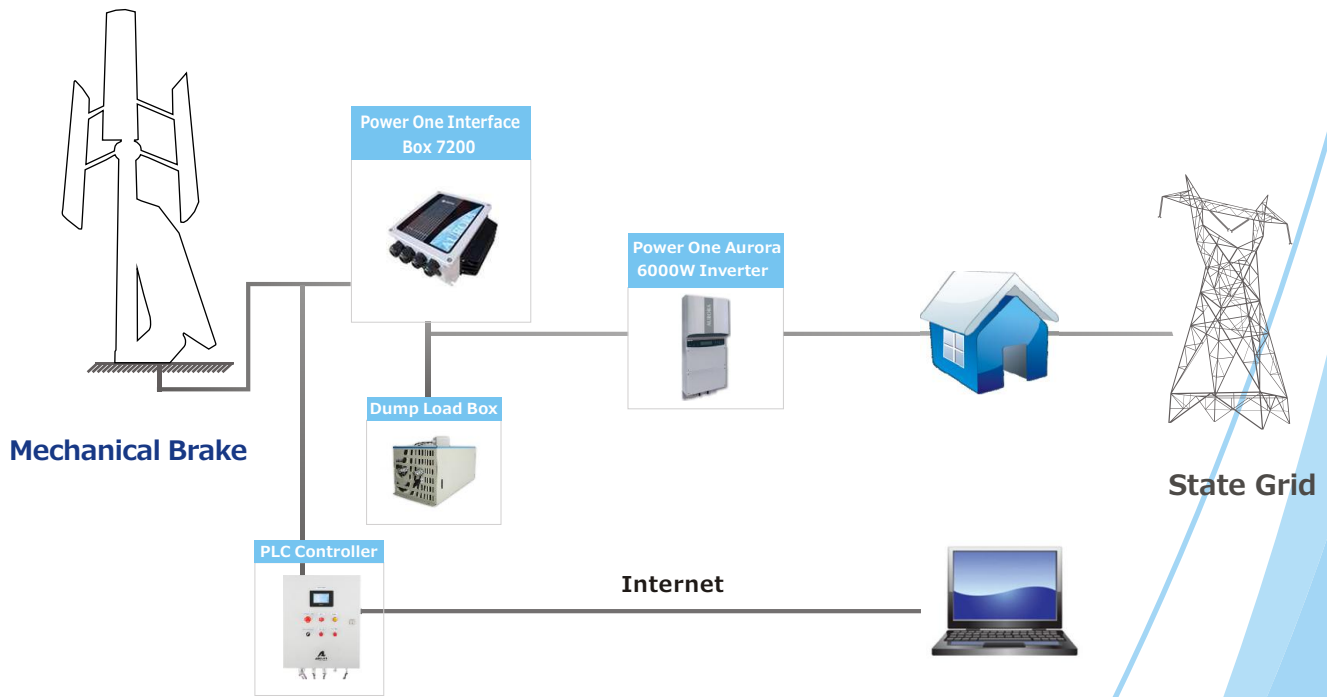 Power One Interface
Box 7200
Power One Aurora
6000W Inverter
Dump Load Box
Mechanical Brake
State Grid
PLC Controller
Internet
AURORA